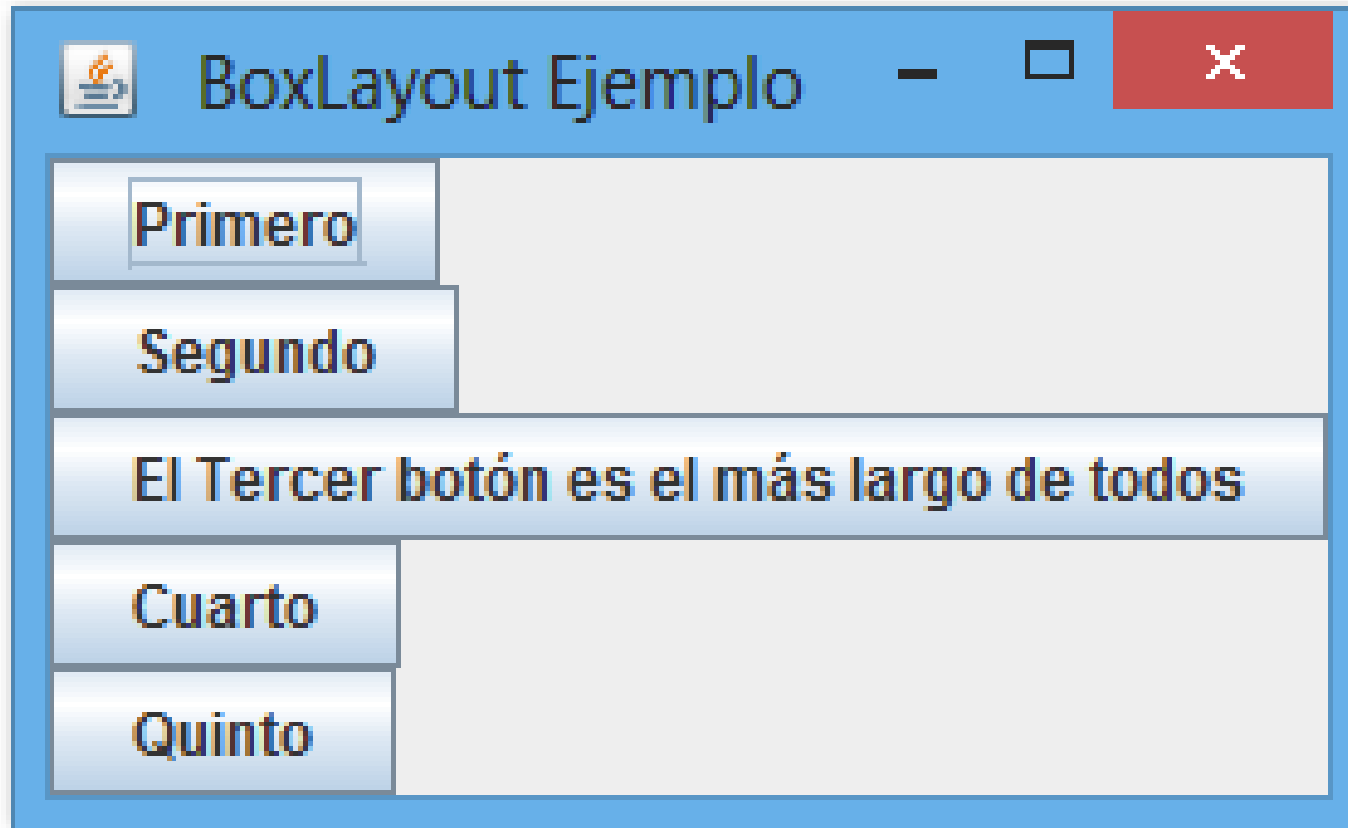 BoxLayout Ejemplo
Primero
Segundo
El Tercer botón es el más largo de todos
Cuarto
Quinto